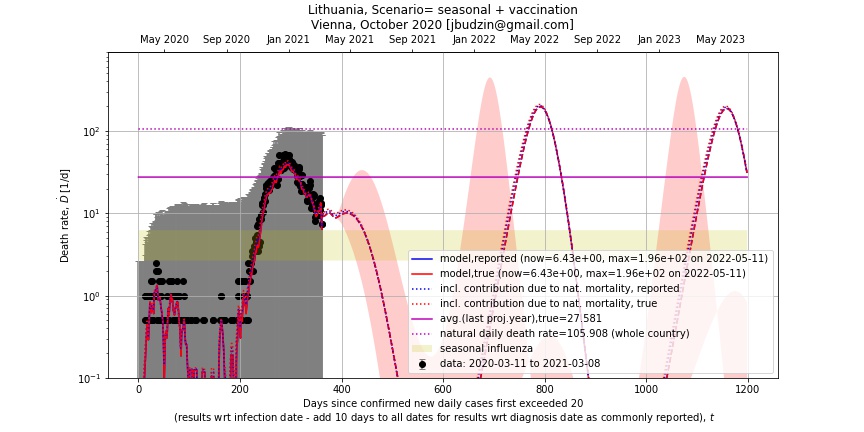 Lithuania, Scenario= seasonal + vaccination
Vienna, October 2020 [jbudzin@gmail.com]
May 2020 Sep 2020 Jan 2021 May 2021 Sep 2021 Jan 2022 May 2022 Sep 2022 Jan 2023 May 2023
Death rate, D [1/d]
10²
10¹
10⁰
10⁻¹
model,reported (now=6.43e+00, max=1.96e+02 on 2022-05-11)
model,true (now=6.43e+00, max=1.96e+02 on 2022-05-11)
incl. contribution due to nat. mortality, reported
incl. contribution due to nat. mortality, true
avg.(last proj.year),true=27.581
natural daily death rate=105.908 (whole country)
seasonal influenza
data: 2020-03-11 to 2021-03-08
0 200 400 600 800 1000 1200
Days since confirmed new daily cases first exceeded 20
(results wrt infection date - add 10 days to all dates for results wrt diagnosis date as commonly reported), t